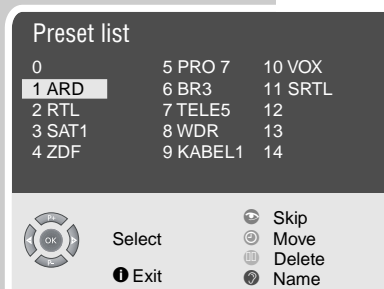 Preset list
0 5 PRO 7 10 VOX
1 ARD 6 BR3 11 SRTL
2 RTL 7 TELE5 12
3 SAT1 8 WDR 13
4 ZDF 9 KABEL1 14
P+
OK
P-
Select
Exit
Skip
Move
Delete
Name